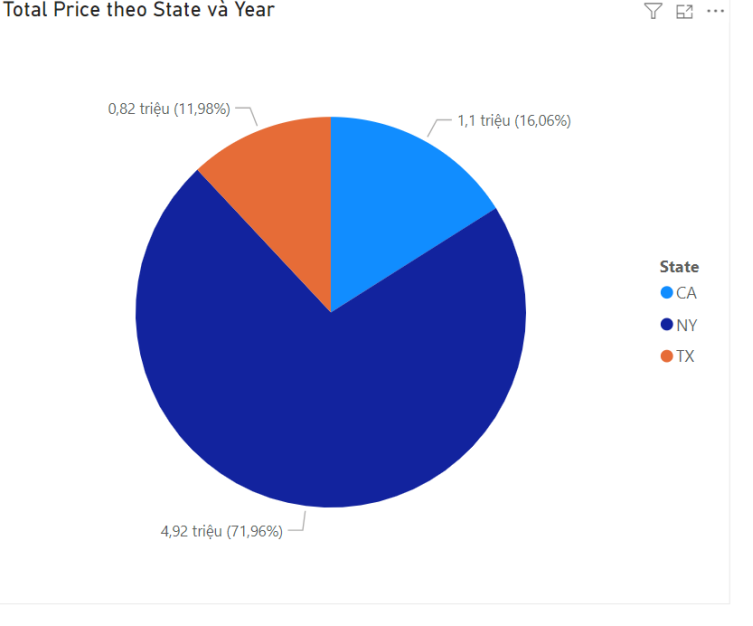 Total Price theo State và Year
0,82 triệu (11,98%)
1,1 triệu (16,06%)
State
CA
NY
TX
4,92 triệu (71,96%)